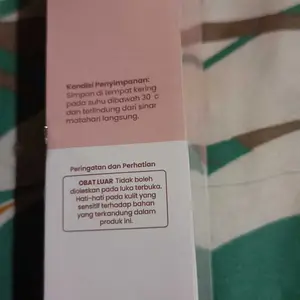 Kondisi Penyimpanan:
Simpan di tempat kering
pada suhu dibawah 30 c
dan terlindung dari sinar
matahari langsung.
Peringatan dan Perhatian
OBAT LUAR Tidak boleh
dioleskan pada luka terbuka.
Hati-hati pada kulit yang
sensitif terhadap bahan
yang terkandung dalam
produk ini.